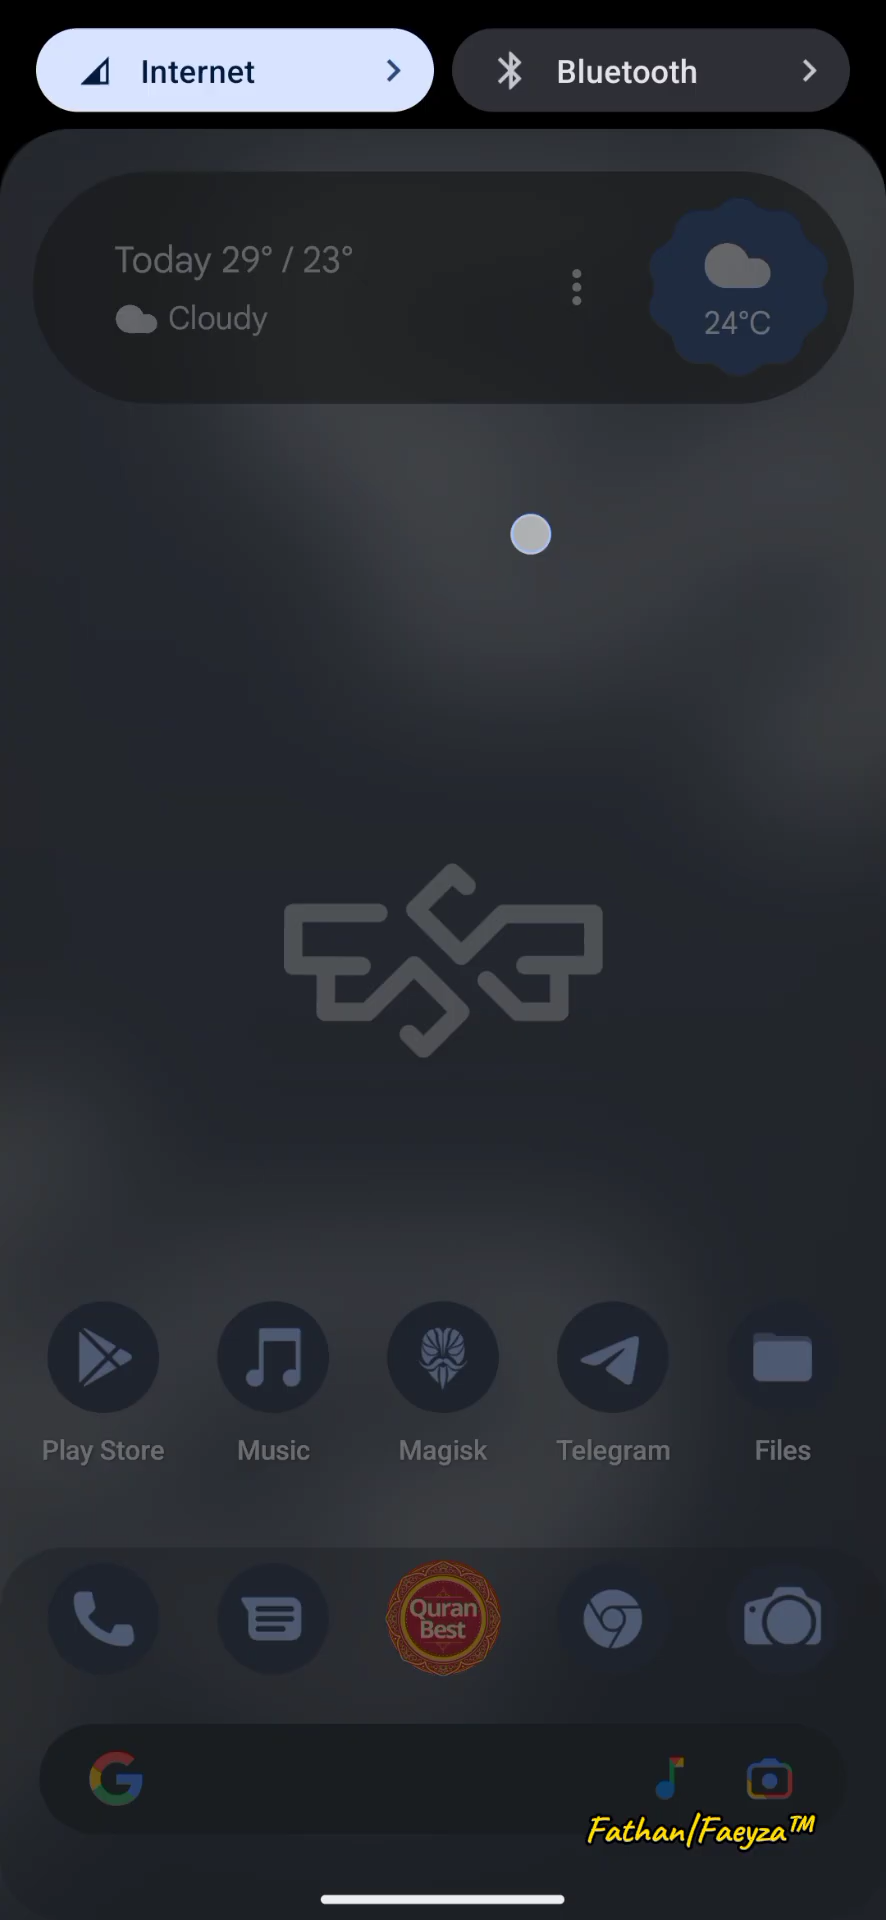 Internet
Bluetooth
Today 29° / 23°
Cloudy
24°C
Play Store
Music
Magisk
Telegram
Files
Quran
Best
Fathan|Faeyza™